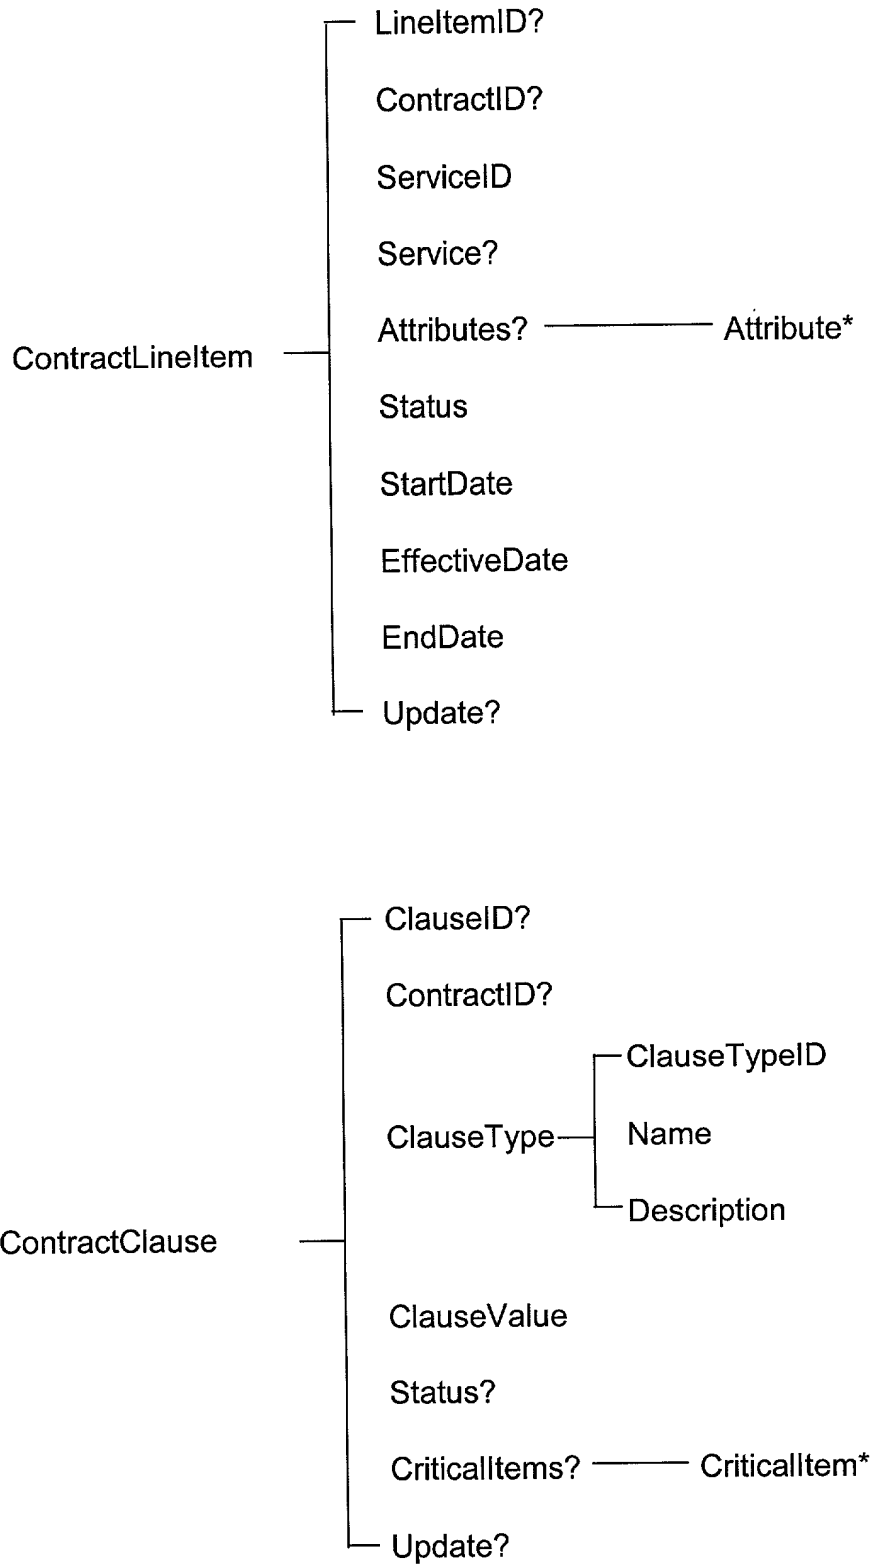 LineItemID?
ContractID?
ServiceID
Service?
Attributes? Attribute*
ContractLineItem
Status
StartDate
EffectiveDate
EndDate
Update?
ClauseID?
ContractID?
ClauseTypeID
ClauseType Name
Description
ContractClause
ClauseValue
Status?
CriticalItems? CriticalItem*
Update?